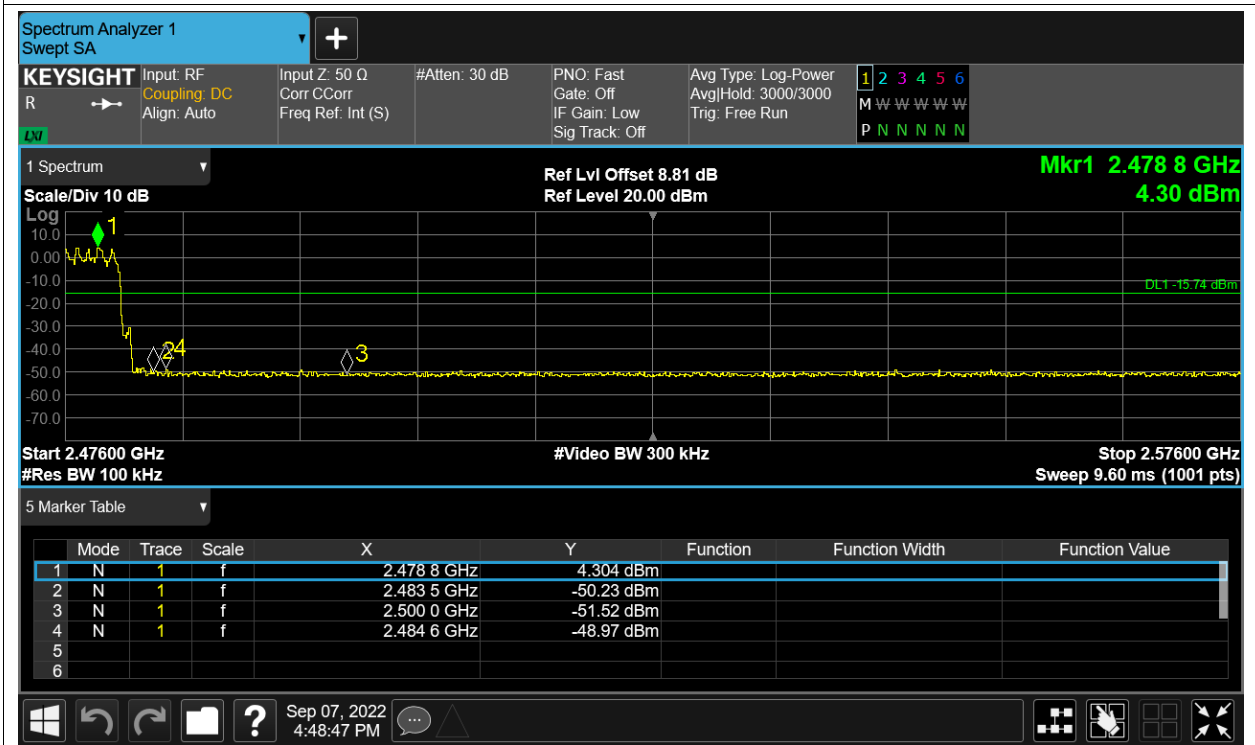 Spectrum Analyzer 1
Swept SA
KEYSIGHT
R
LXI
Input: RF
Coupling: DC
Align: Auto
Input Z: 50 Ω
Corr CCorr
Freq Ref: Int (S)
#Atten: 30 dB
PNO: Fast
Gate: Off
IF Gain: Low
Sig Track: Off
Avg Type: Log-Power
Avg|Hold: 3000/3000
Trig: Free Run
1 2 3 4 5 6
M W W W W W
P N N N N N
1 Spectrum
Scale/Div 10 dB
Ref Lvl Offset 8.81 dB
Ref Level 20.00 dBm
Mkr1 2.478 8 GHz
4.30 dBm
Log
10.0
0.00
-10.0
-20.0
-30.0
-40.0
-50.0
-60.0
-70.0
1
24
3
DL1 -15.74 dBm
Start 2.47600 GHz
#Video BW 300 kHz
Stop 2.57600 GHz
#Res BW 100 kHz
Sweep 9.60 ms (1001 pts)
5 Marker Table
Mode Trace Scale X Y Function Function Width Function Value
1 N 1 f 2.478 8 GHz 4.304 dBm
2 N 1 f 2.483 5 GHz -50.23 dBm
3 N 1 f 2.500 0 GHz -51.52 dBm
4 N 1 f 2.484 6 GHz -48.97 dBm
5
6
?
Sep 07, 2022
4:48:47 PM